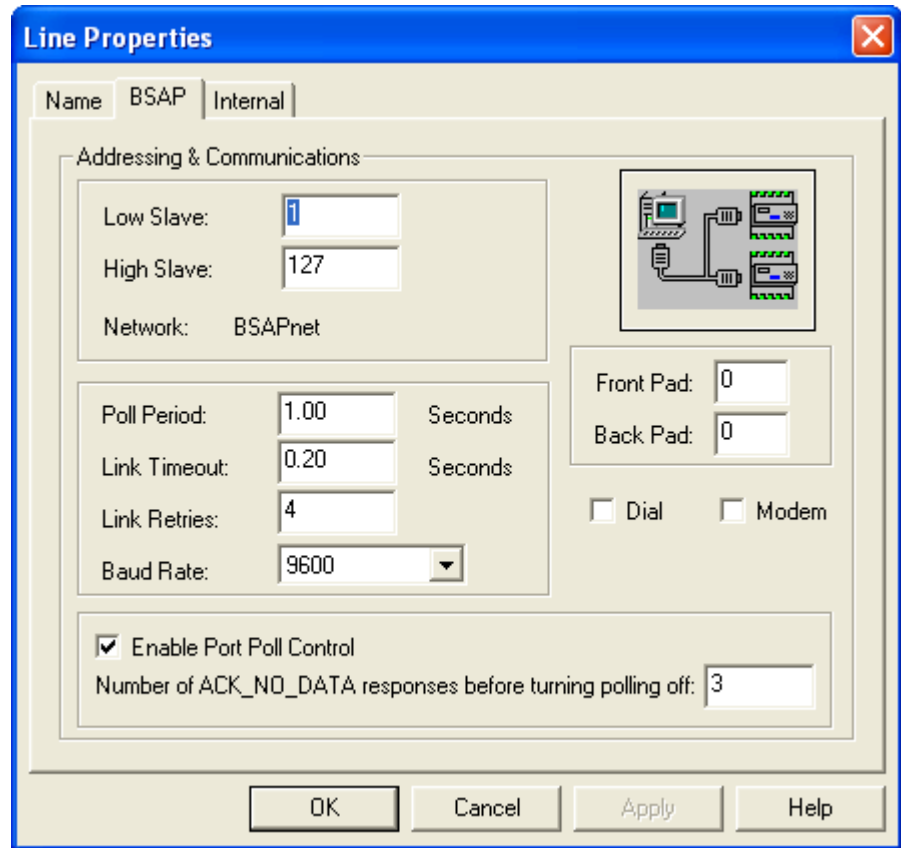 Line Properties
Name BSAP Internal
Addressing & Communications
Low Slave: 1
High Slave: 127
Network: BSAPnet
Front Pad: 0
Back Pad: 0
Poll Period: 1.00 Seconds
Link Timeout: 0.20 Seconds
Link Retries: 4
Baud Rate: 9600
Dial Modem
Enable Port Poll Control
Number of ACK_NO_DATA responses before turning polling off: 3
OK Cancel Apply Help